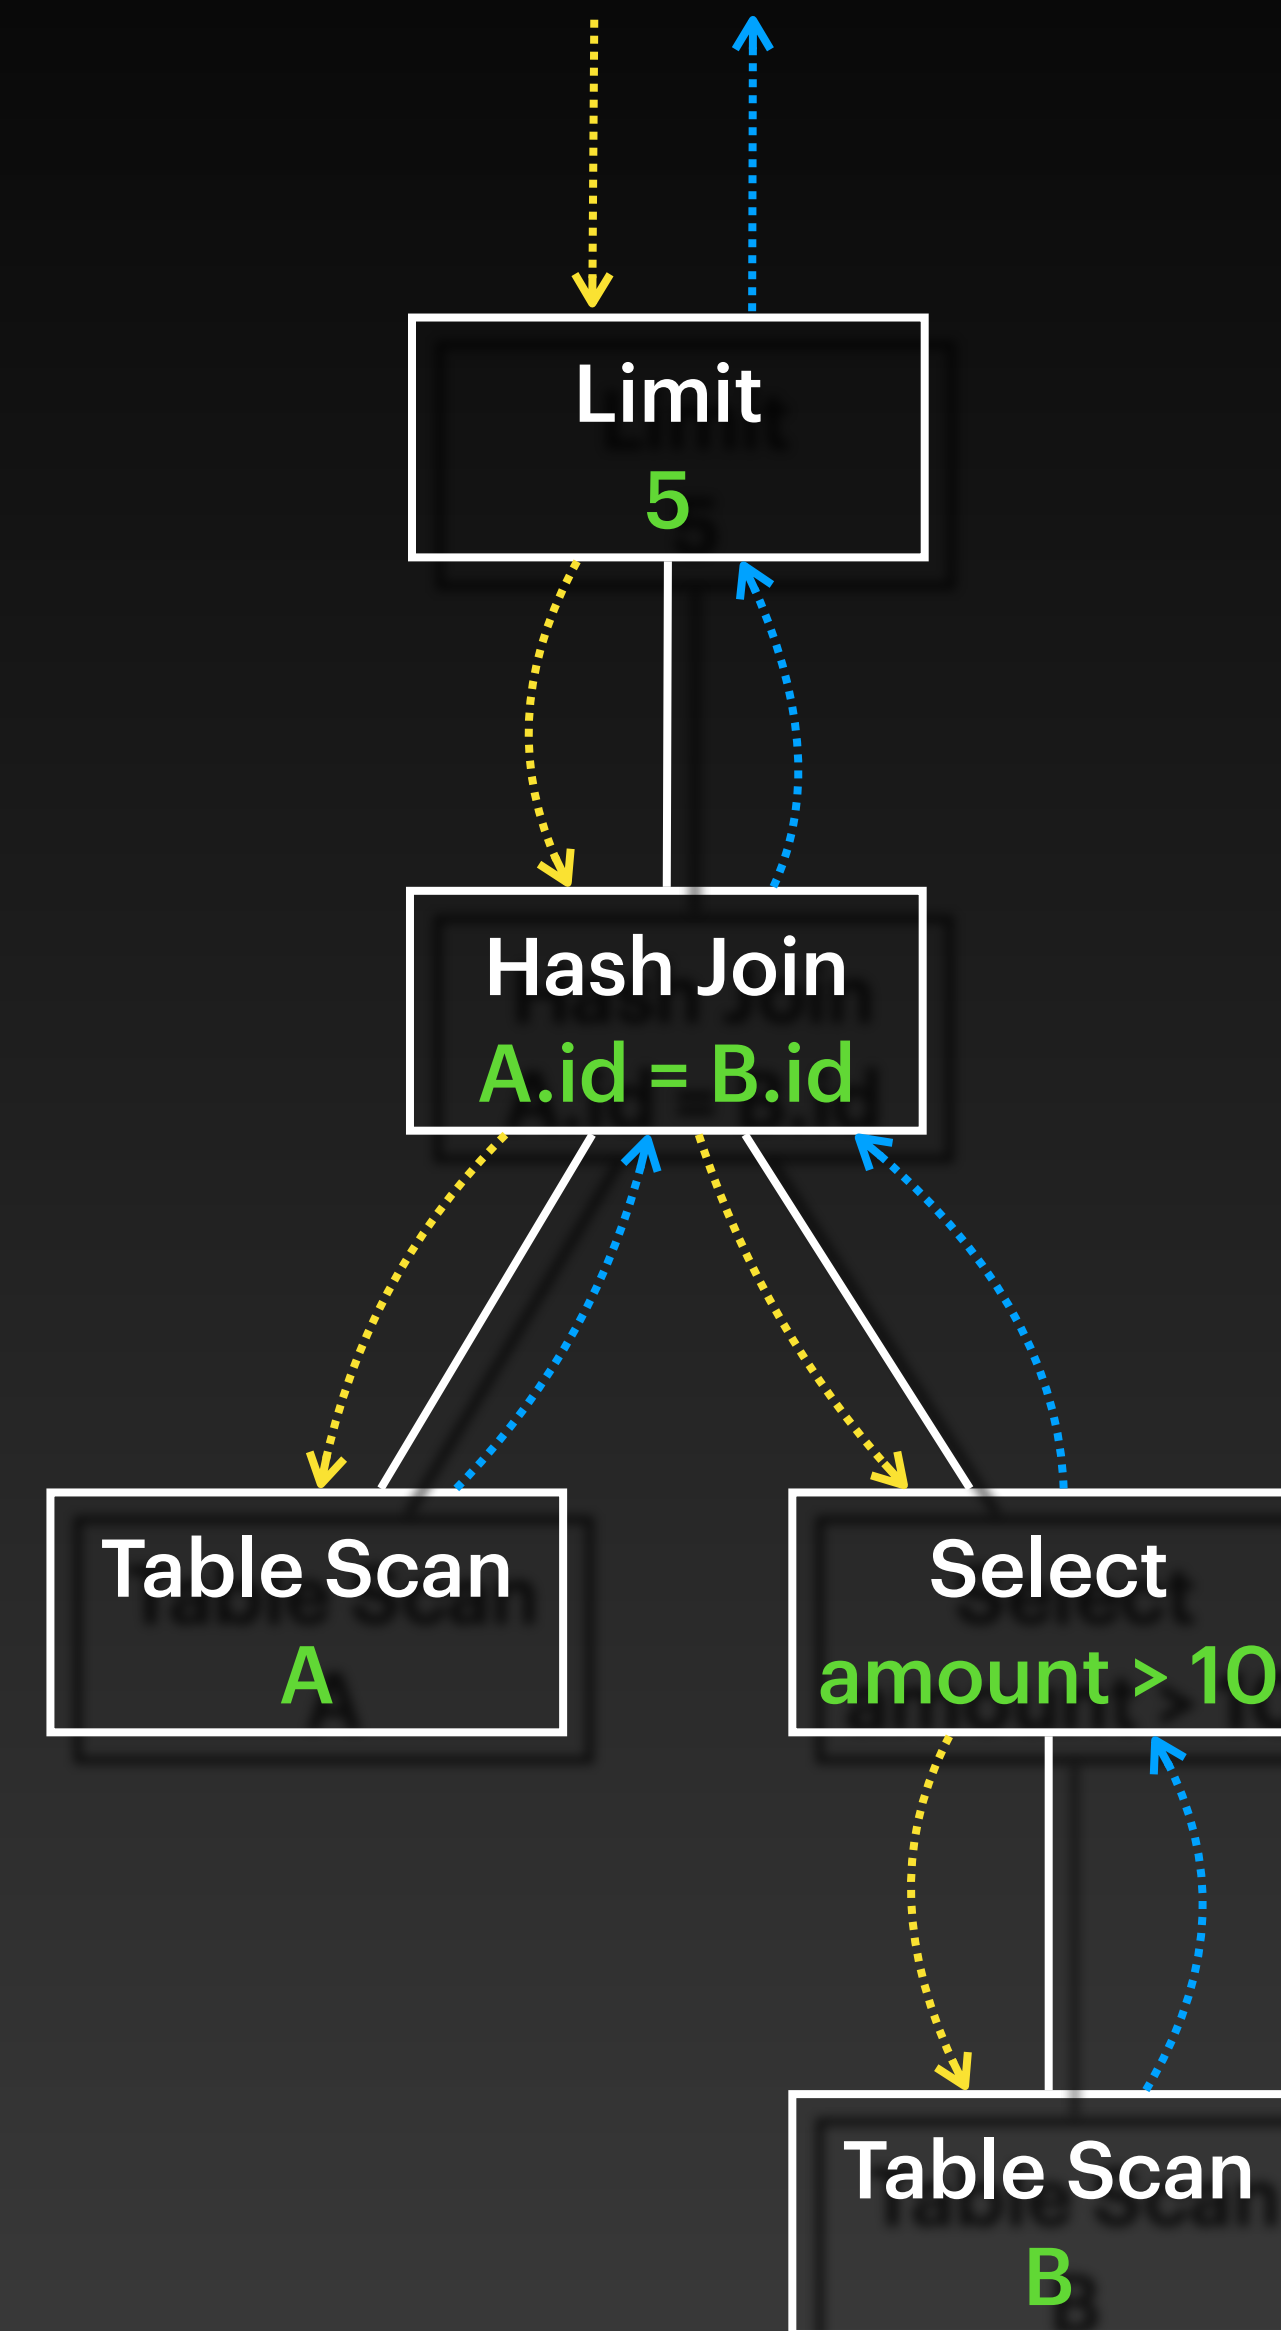 Limit
5
Hash Join
A.id = B.id
Table Scan
A
Select
amount > 10
Table Scan
B